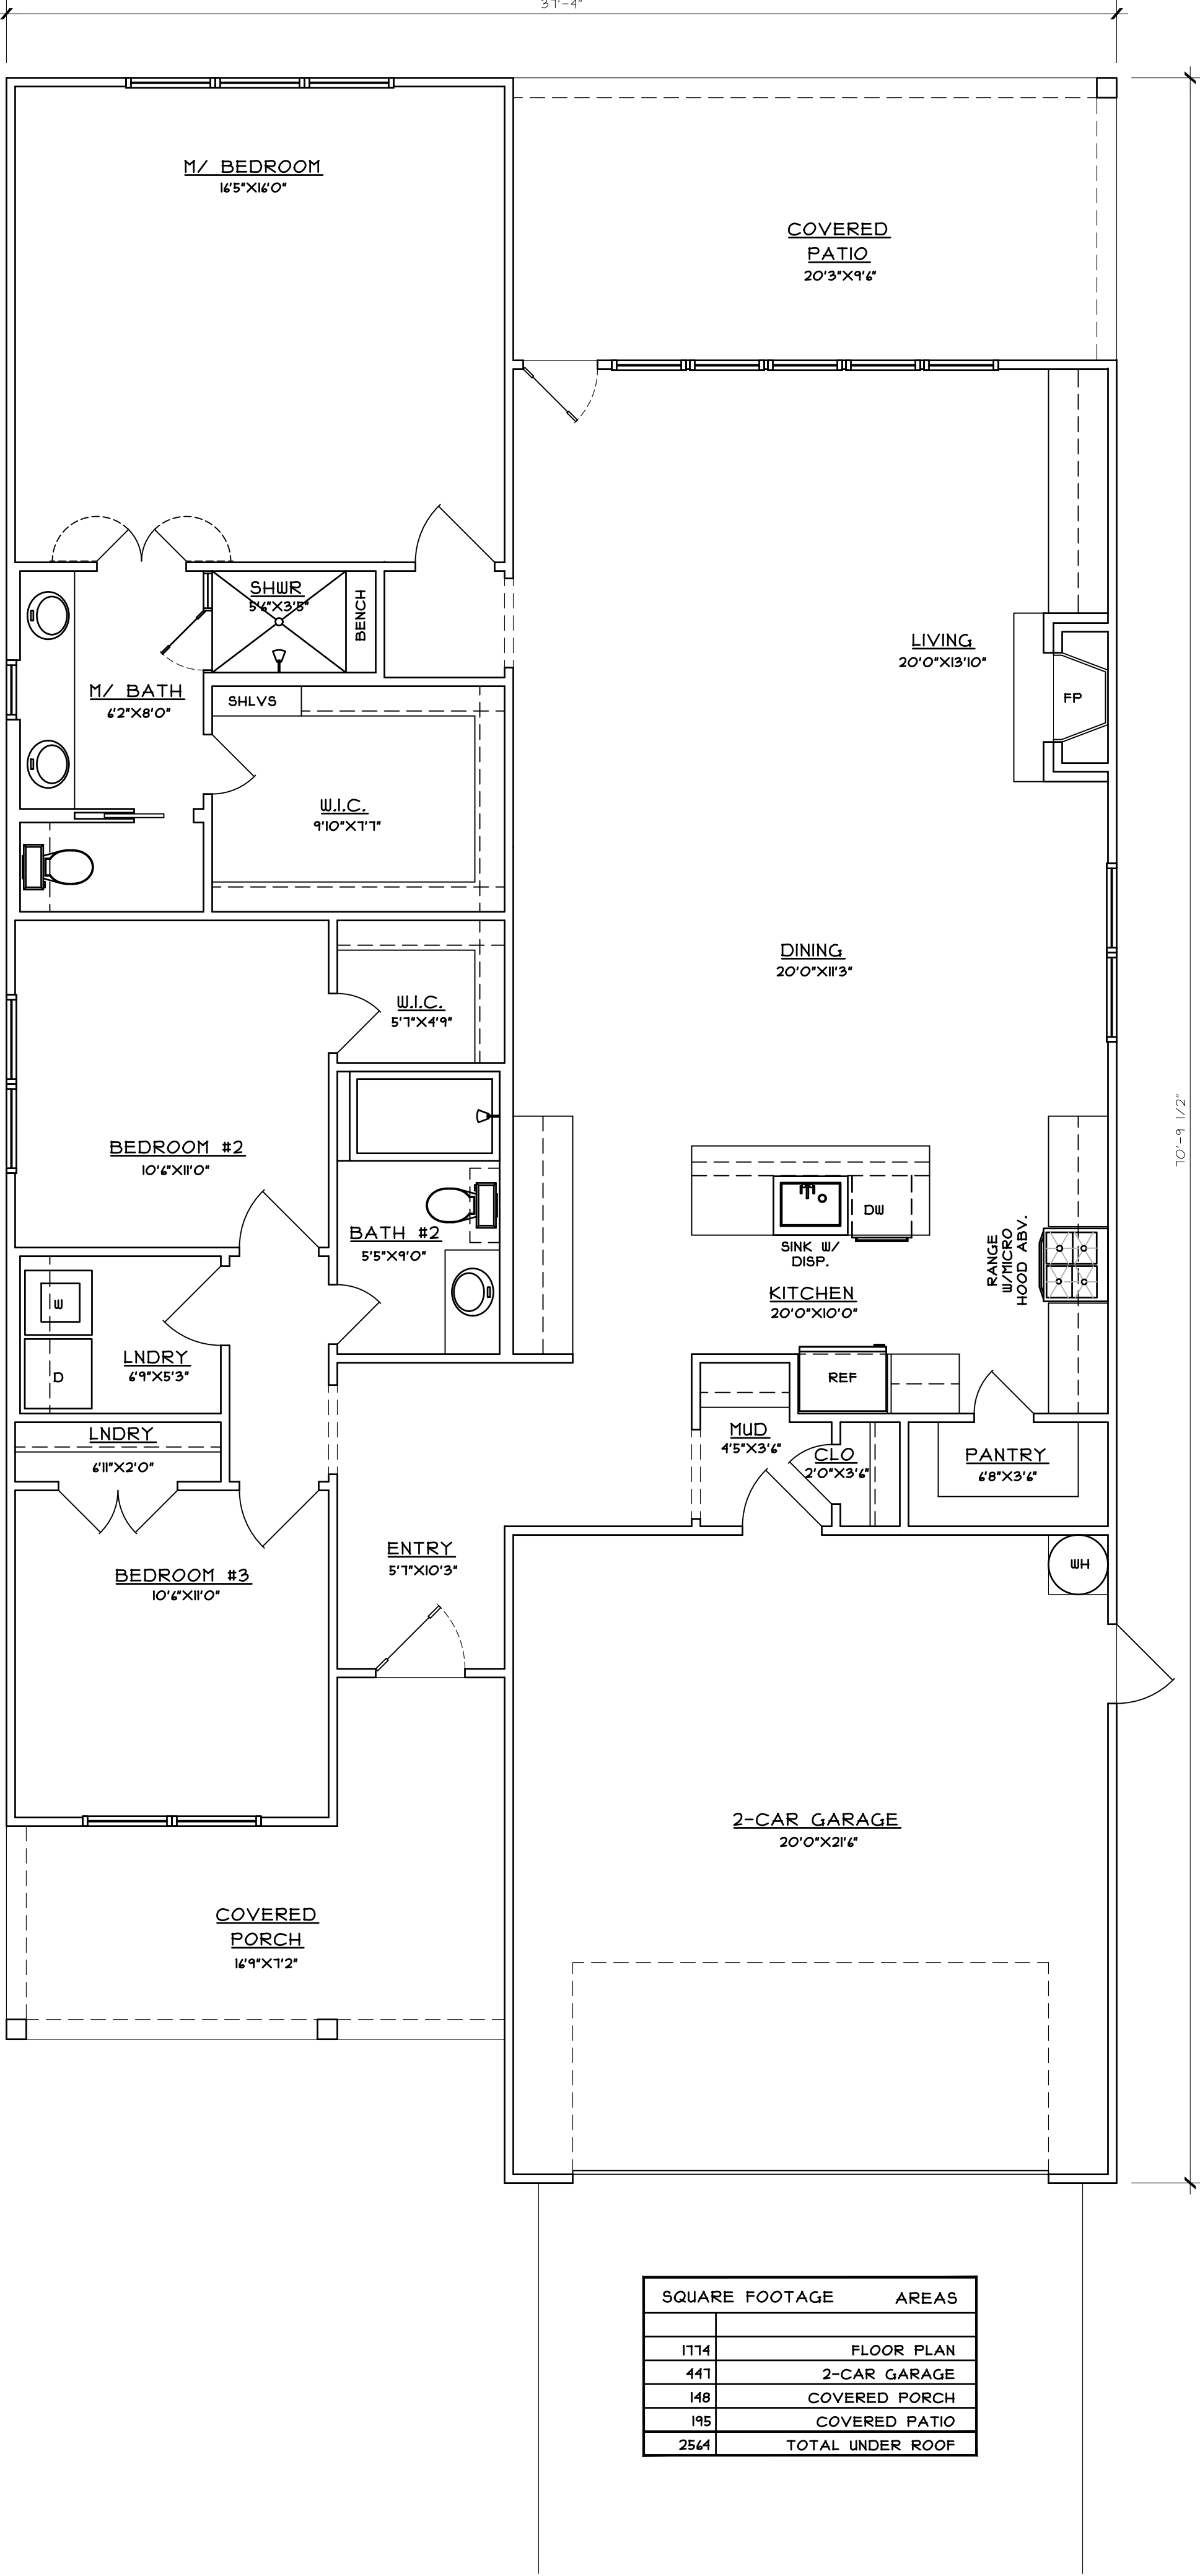 37'-4"
M/ BEDROOM
16'5"X16'0"
COVERED
PATIO
20'3"X9'6"
SHWR
5'6"X3'5"
BENCH
LIVING
20'0"X13'10"
FP
M/ BATH
6'2"X8'0"
SHLVS
W.I.C.
9'10"X7'7"
DINING
20'0"X11'3"
W.I.C.
5'7"X4'9"
70'-9 1/2"
BEDROOM #2
10'6"X11'0"
BATH #2
5'5"X9'0"
DW
SINK W/
DISP.
RANGE
W/MICRO
HOOD ABV.
KITCHEN
20'0"X10'0"
W
D
LNDRY
6'9"X5'3"
REF
LNDRY
6'11"X2'0"
MUD
4'5"X3'6"
CLO
2'0"X3'6"
PANTRY
6'8"X3'6"
ENTRY
5'7"X10'3"
WH
BEDROOM #3
10'6"X11'0"
2-CAR GARAGE
20'0"X21'6"
COVERED
PORCH
16'9"X7'2"
SQUARE FOOTAGE AREAS
1774 FLOOR PLAN
447 2-CAR GARAGE
148 COVERED PORCH
195 COVERED PATIO
2564 TOTAL UNDER ROOF